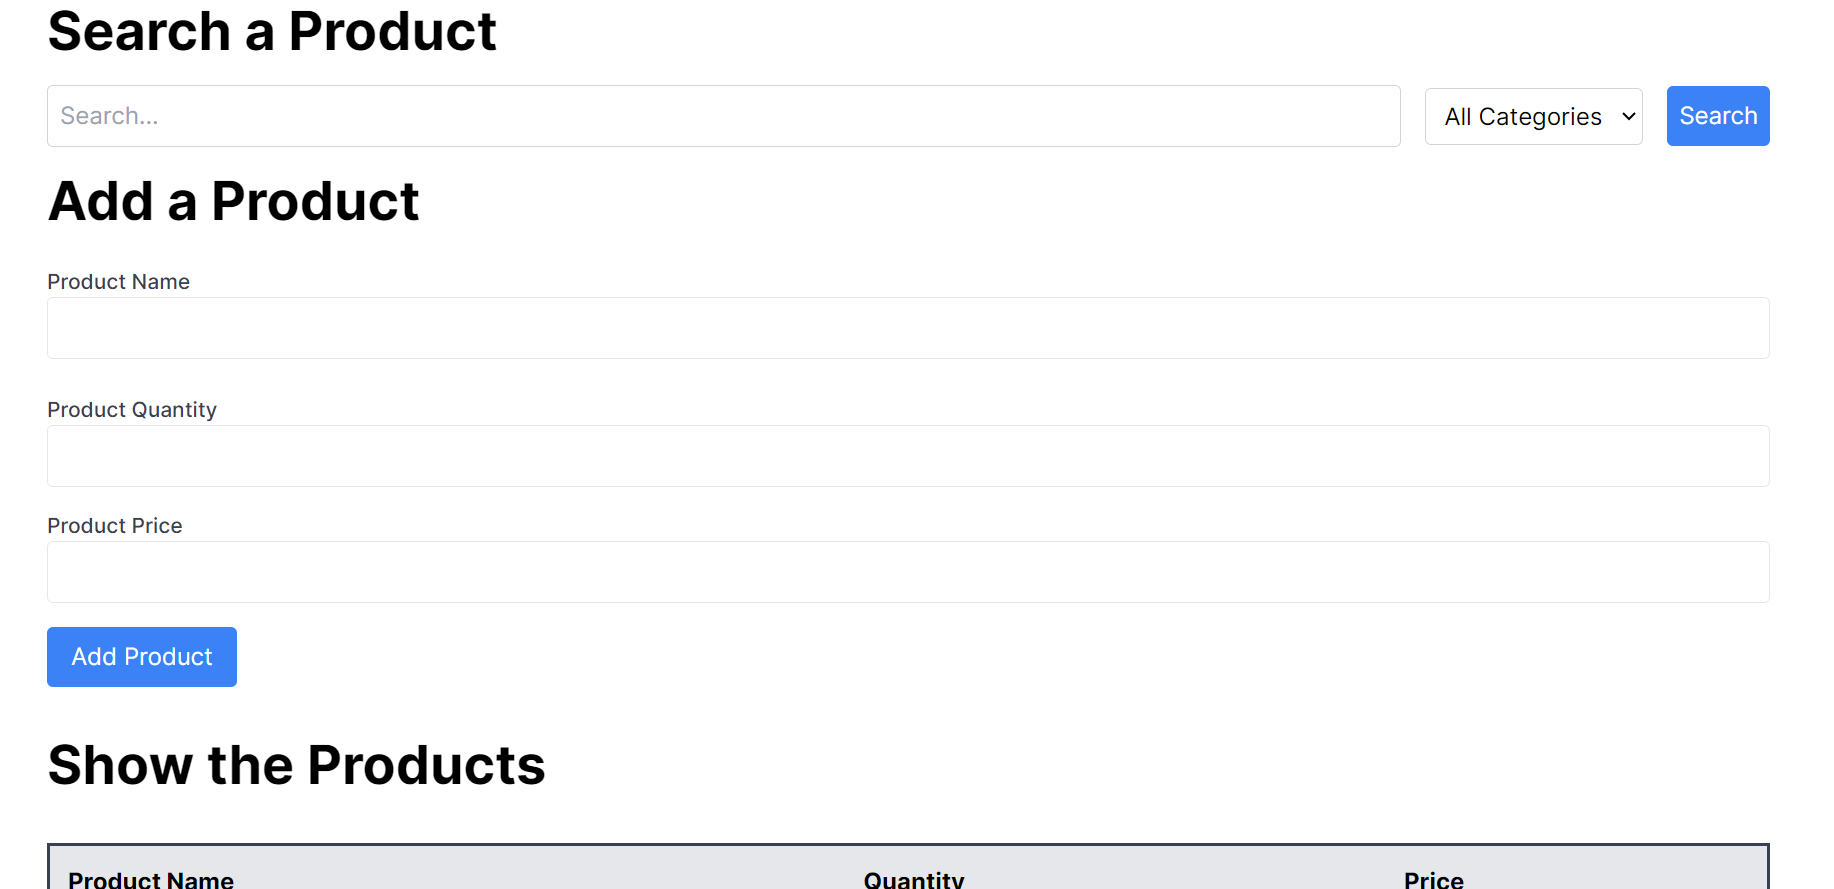 Search a Product
Search...
All Categories
Search
Add a Product
Product Name
Product Quantity
Product Price
Add Product
Show the Products
Product Name Quantity Price